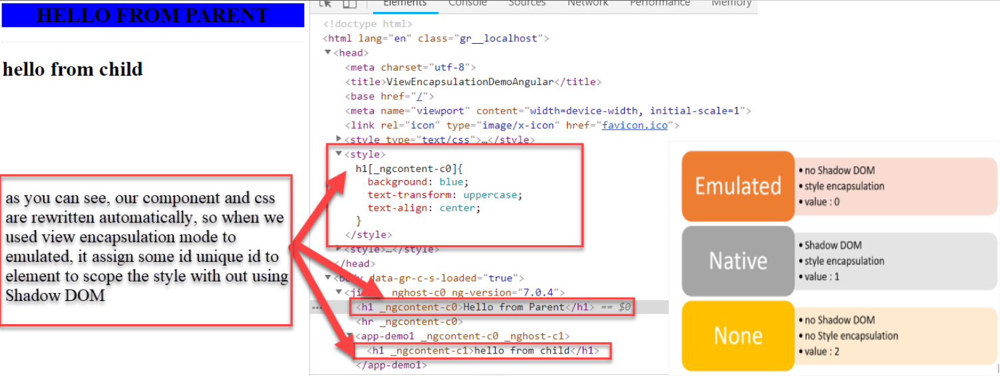 HELLO FROM PARENT
hello from child
as you can see, our component and css
are rewritten automatically, so when we
used view encapsulation mode to
emulated, it assign some id unique id to
element to scope the style with out using
Shadow DOM
Elements Console Sources Network Performance Memory
<!doctype html>
<html lang="en" class="gr__localhost">
▼<head>
<meta charset="utf-8">
<title>ViewEncapsulationDemoAngular</title>
<base href="/">
<meta name="viewport" content="width=device-width, initial-scale=1">
<link rel="icon" type="image/x-icon" href="favicon.ico">
▶<style type="text/css">…</style>
▼<style>
h1[_ngcontent-c0]{
background: blue;
text-transform: uppercase;
text-align: center;
}
</style>
▶<style>…</style>
</head>
▼<body data-gr-c-s-loaded="true">
_nghost-c0 ng-version="7.0.4">
<h1 _ngcontent-c0>Hello from Parent</h1> == $0
<hr _ngcontent-c0>
▼<app-demo1 _ngcontent-c0 _nghost-c1>
<h1 _ngcontent-c1>hello from child</h1>
</app-demo1>
Emulated
• no Shadow DOM
• style encapsulation
• value : 0
Native
• Shadow DOM
• style encapsulation
• value : 1
None
• no Shadow DOM
• no Style encapsulation
• value : 2